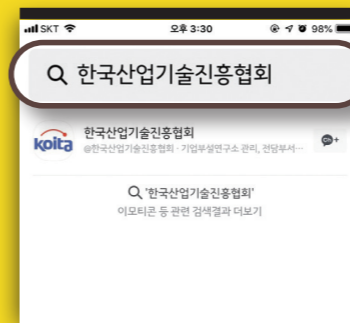 SKT 오후 3:30 98%
한국산업기술진흥협회
koita 한국산업기술진흥협회
@한국산업기술진흥협회 · 기업부설연구소 관리, 전담부서… Ch+
'한국산업기술진흥협회'
이모티콘 등 관련 검색결과 더보기